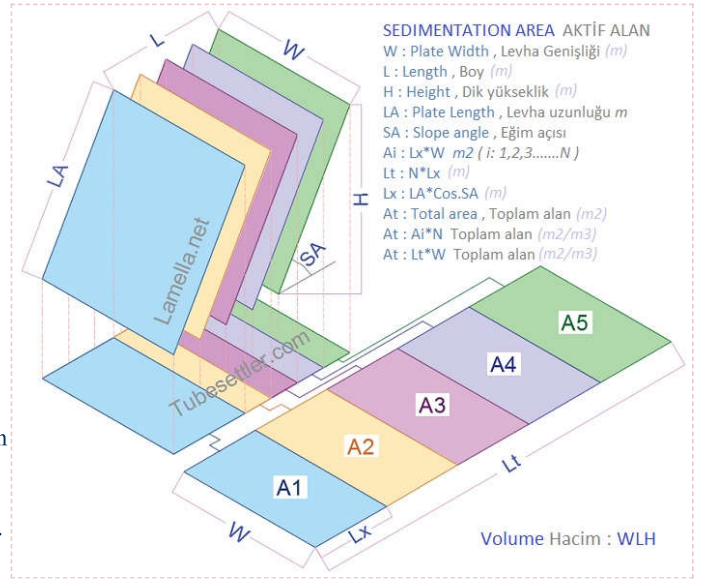 SEDIMENTATION AREA AKTİF ALAN
W : Plate Width , Levha Genişliği (m)
L : Length , Boy (m)
H : Height , Dik yükseklik (m)
LA : Plate Length , Levha uzunluğu m
SA : Slope angle , Eğim açısı
Ai : Lx*W m2 ( i: 1,2,3.......N )
Lt : N*Lx (m)
Lx : LA*Cos.SA (m)
At : Total area , Toplam alan (m2)
At : Ai*N Toplam alan (m2/m3)
At : Lt*W Toplam alan (m2/m3)
L
W
LA
H
SA
Lamella.net
Tubesettler.com
A5
A4
A3
A2
A1
Lt
Lx
W
Volume Hacim : WLH